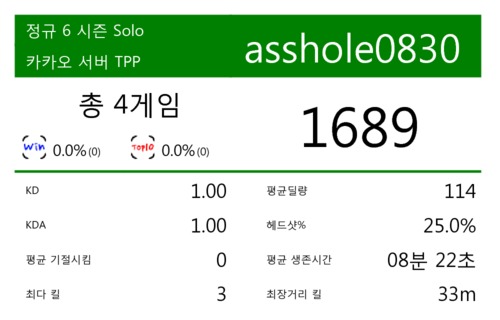 정규 6 시즌 Solo
카카오 서버 TPP
asshole0830
총 4게임
1689
Win 0.0% (0) Top10 0.0% (0)
KD 1.00 평균딜량 114
KDA 1.00 헤드샷% 25.0%
평균 기절시킴 0 평균 생존시간 08분 22초
최다 킬 3 최장거리 킬 33m